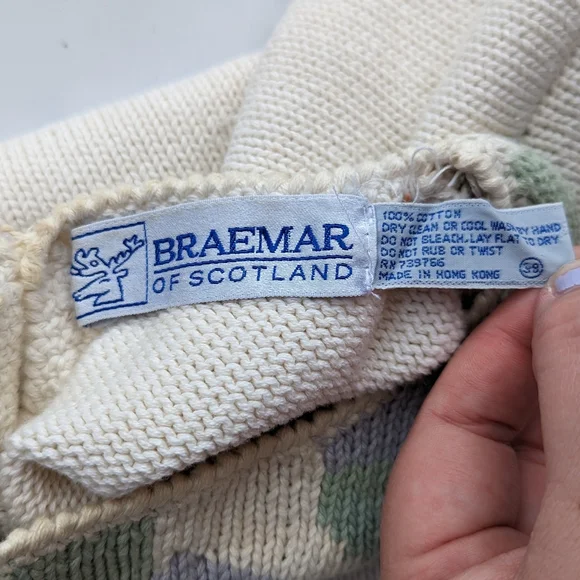 BRAEMAR
OF SCOTLAND
100% COTTON
DRY CLEAN OR COOL WASH BY HAND
DO NOT BLEACH. LAY FLAT TO DRY
DO NOT RUB OR TWIST
RN 739766
MADE IN HONG KONG
39